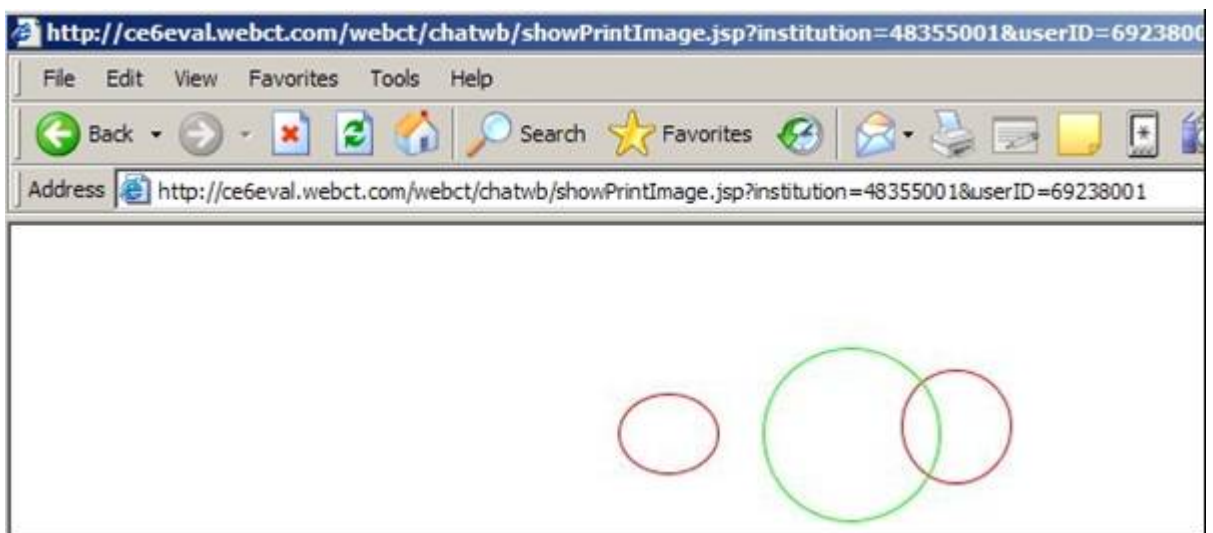 http://ce6eval.webct.com/webct/chatwb/showPrintImage.jsp?institution=48355001&userID=6923800
File Edit View Favorites Tools Help
Back Search Favorites
Address http://ce6eval.webct.com/webct/chatwb/showPrintImage.jsp?institution=48355001&userID=69238001